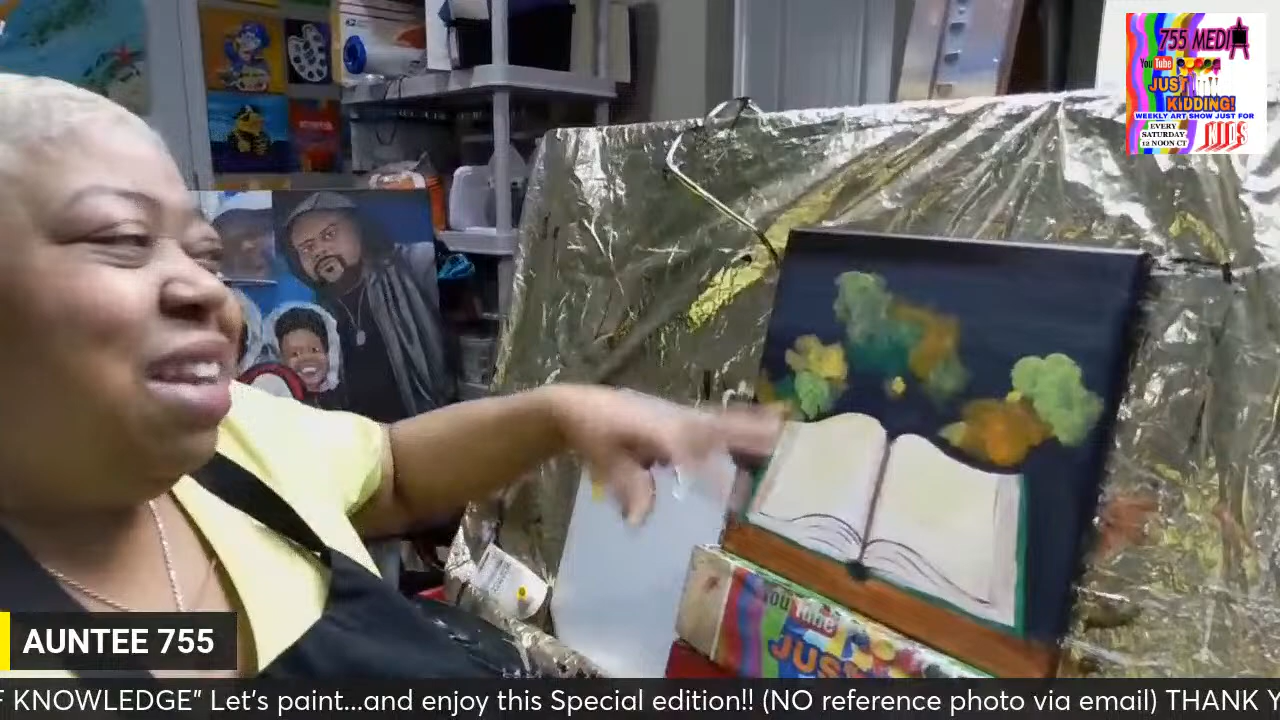 755 MEDIA
YouTube
JUST
KIDDING!
WEEKLY ART SHOW JUST FOR
EVERY
SATURDAY
12 NOON CT
KIDS
YouTube
JUST
AUNTEE 755
F KNOWLEDGE" Let's paint...and enjoy this Special edition!! (NO reference photo via email) THANK Y